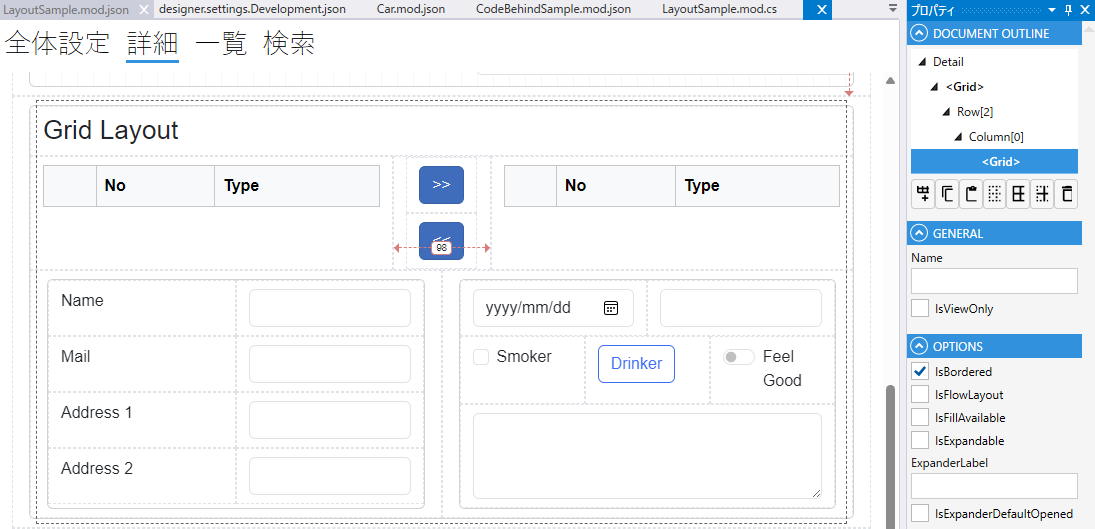 LayoutSample.mod.json designer.settings.Development.json Car.mod.json CodeBehindSample.mod.json LayoutSample.mod.cs
全体設定 詳細 一覧 検索
Grid Layout
No Type >> No Type
98
Name
Mail
Address 1
Address 2
yyyy/mm/dd
Smoker Drinker Feel
Good
プロパティ
DOCUMENT OUTLINE
Detail
<Grid>
Row[2]
Column[0]
<Grid>
GENERAL
Name
IsViewOnly
OPTIONS
IsBordered
IsFlowLayout
IsFillAvailable
IsExpandable
ExpanderLabel
IsExpanderDefaultOpened